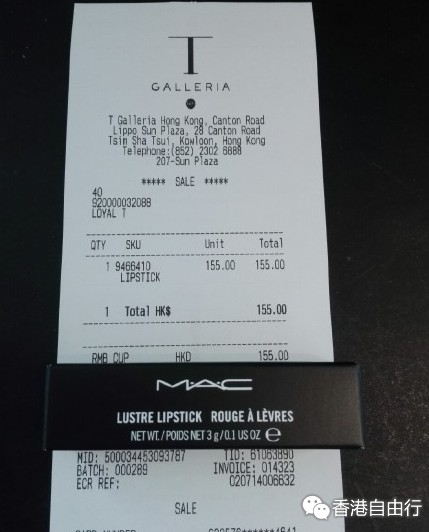 T
GALLERIA
T Galleria Hong Kong, Canton Road
Lippo Sun Plaza, 28 Canton Road
Tsim Sha Tsui, Kowloon, Hong Kong
Telephone:(852) 2302 6888
207-Sun Plaza
***** SALE *****
40
920000032088
LOYAL T
QTY SKU Unit Total
1 9466410 155.00 155.00
LIPSTICK
1 Total HK$ 155.00
RMB CUP HKD 155.00
MAC
LUSTRE LIPSTICK ROUGE À LÈVRES
NET WT./POIDS NET 3 g/0.1 US OZ e
MID: 500034453093787 TID: 61063890
BATCH: 000289 INVOICE: 014323
ECR REF: 020714006632
SALE
香港自由行